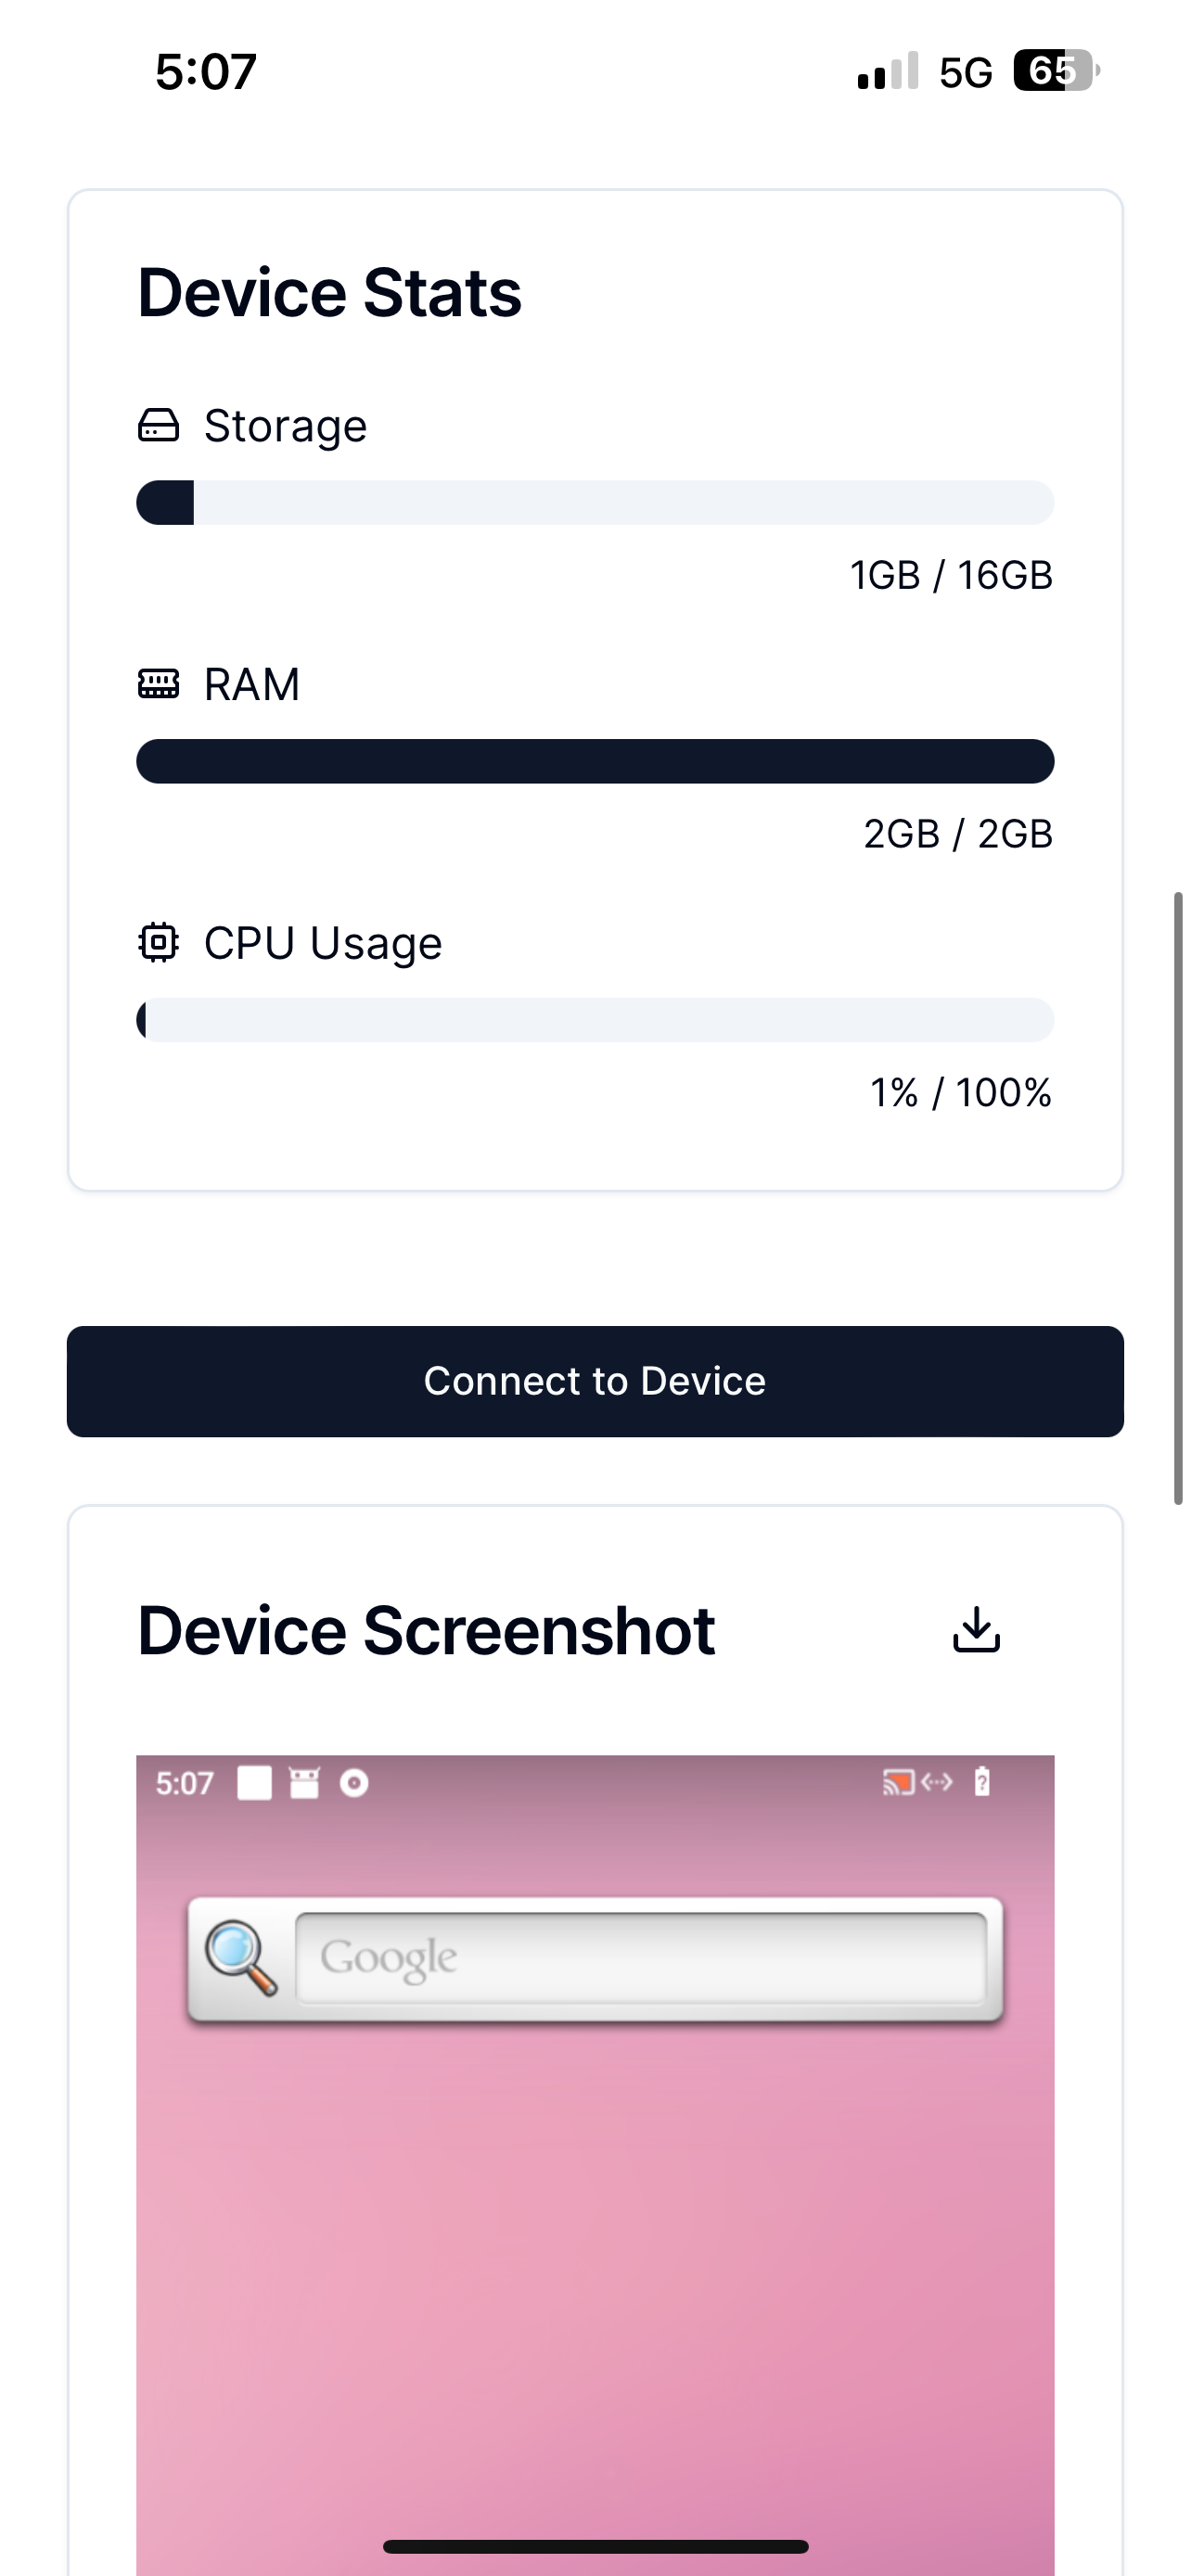 5:07 5G 65
Device Stats
Storage
1GB / 16GB
RAM
2GB / 2GB
CPU Usage
1% / 100%
Connect to Device
Device Screenshot
5:07
Google